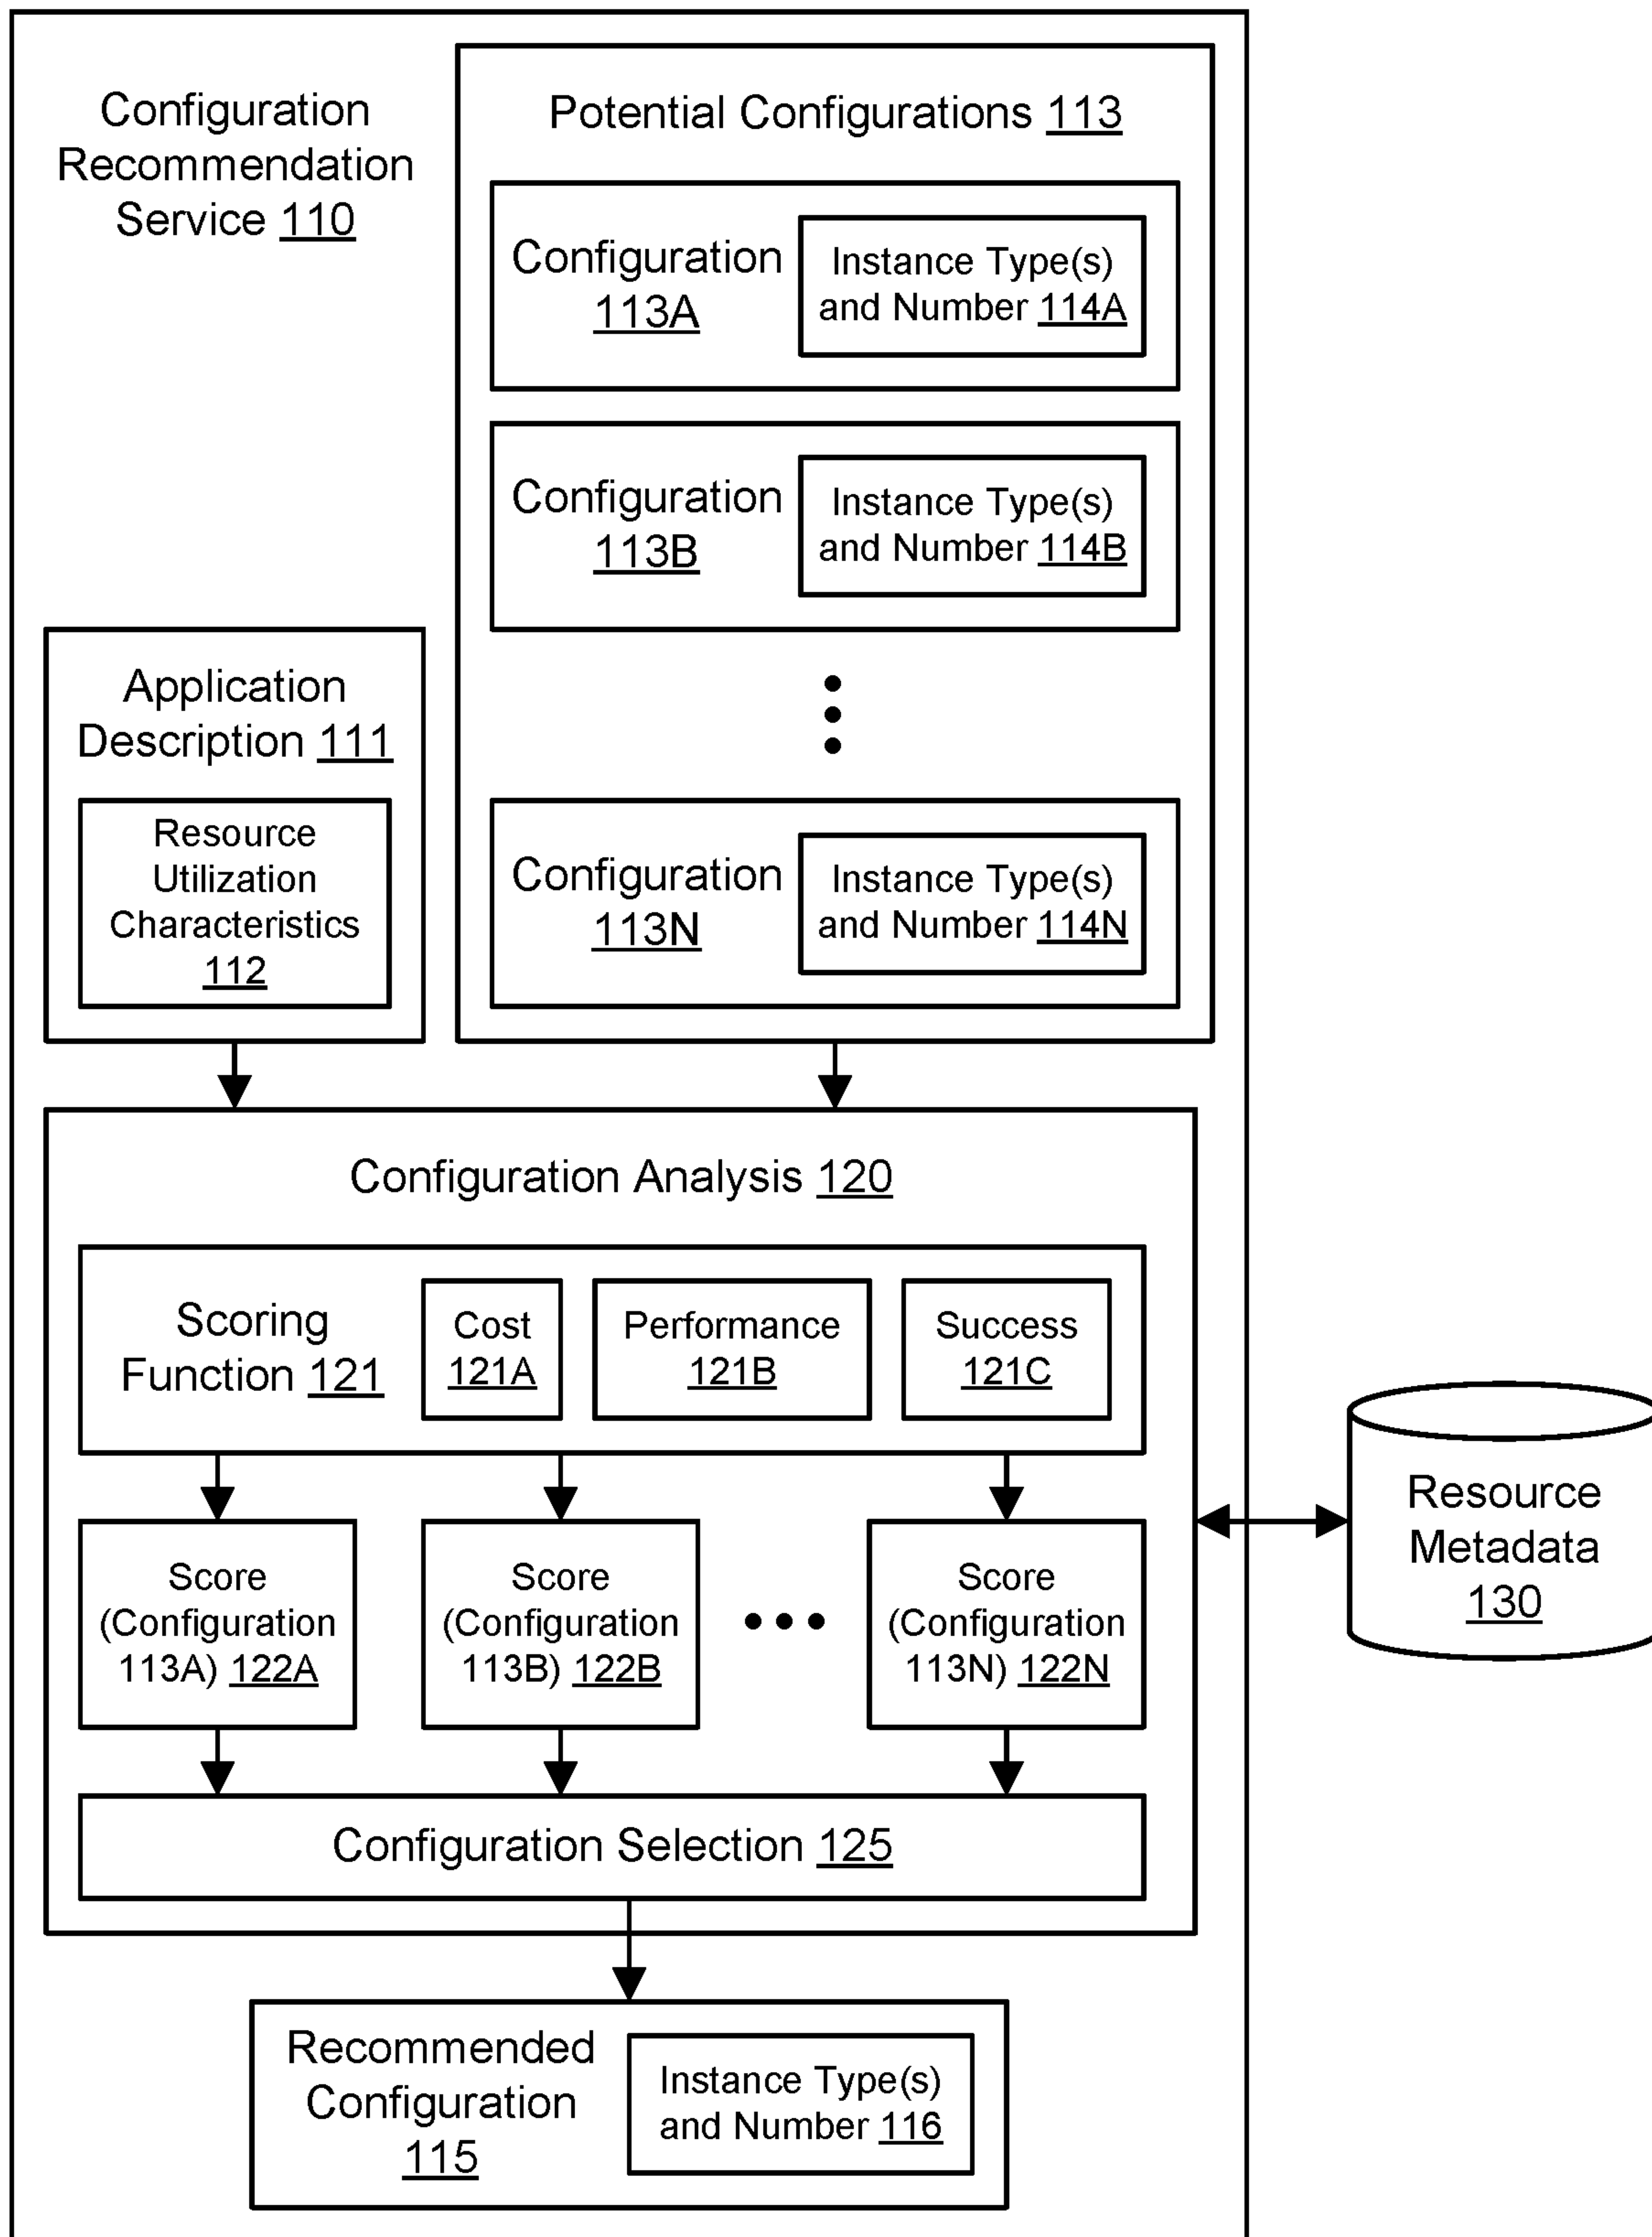 Configuration
Recommendation
Service 110
Potential Configurations 113
Configuration
113A
Instance Type(s)
and Number 114A
Configuration
113B
Instance Type(s)
and Number 114B
Configuration
113N
Instance Type(s)
and Number 114N
Application
Description 111
Resource
Utilization
Characteristics
112
Configuration Analysis 120
Scoring
Function 121
Cost
121A
Performance
121B
Success
121C
Score
(Configuration
113A) 122A
Score
(Configuration
113B) 122B
Score
(Configuration
113N) 122N
Configuration Selection 125
Resource
Metadata
130
Recommended
Configuration
115
Instance Type(s)
and Number 116